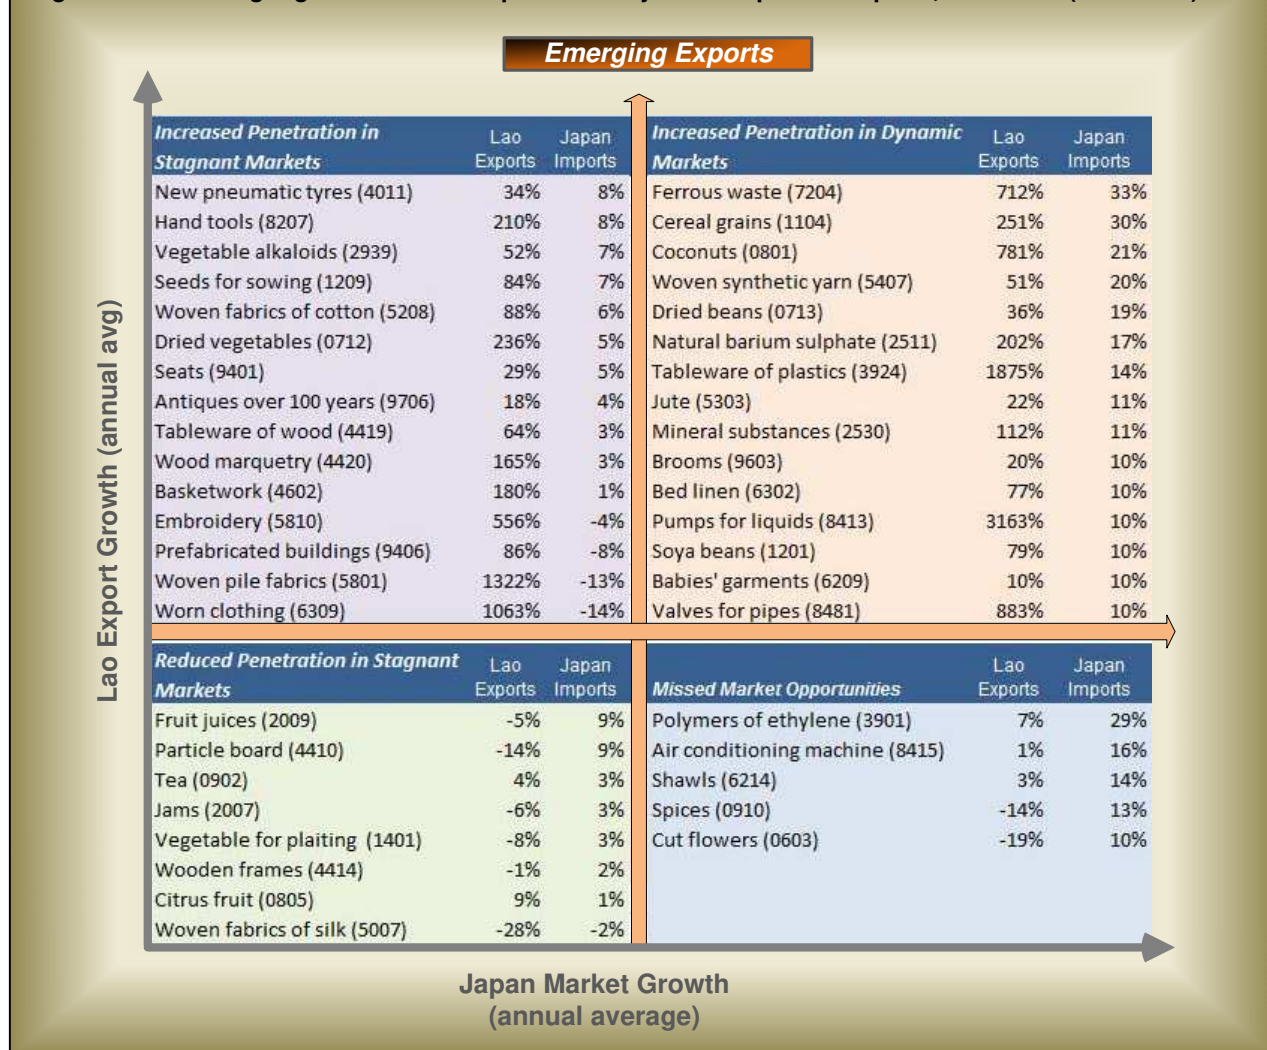 Emerging Exports
Increased Penetration in Stagnant Markets Lao Exports Japan Imports
New pneumatic tyres (4011) 34% 8%
Hand tools (8207) 210% 8%
Vegetable alkaloids (2939) 52% 7%
Seeds for sowing (1209) 84% 7%
Woven fabrics of cotton (5208) 88% 6%
Dried vegetables (0712) 236% 5%
Seats (9401) 29% 5%
Antiques over 100 years (9706) 18% 4%
Tableware of wood (4419) 64% 3%
Wood marquetry (4420) 165% 3%
Basketwork (4602) 180% 1%
Embroidery (5810) 556% -4%
Prefabricated buildings (9406) 86% -8%
Woven pile fabrics (5801) 1322% -13%
Worn clothing (6309) 1063% -14%
Increased Penetration in Dynamic Markets Lao Exports Japan Imports
Ferrous waste (7204) 712% 33%
Cereal grains (1104) 251% 30%
Coconuts (0801) 781% 21%
Woven synthetic yarn (5407) 51% 20%
Dried beans (0713) 36% 19%
Natural barium sulphate (2511) 202% 17%
Tableware of plastics (3924) 1875% 14%
Jute (5303) 22% 11%
Mineral substances (2530) 112% 11%
Brooms (9603) 20% 10%
Bed linen (6302) 77% 10%
Pumps for liquids (8413) 3163% 10%
Soya beans (1201) 79% 10%
Babies' garments (6209) 10% 10%
Valves for pipes (8481) 883% 10%
Reduced Penetration in Stagnant Markets Lao Exports Japan Imports
Fruit juices (2009) -5% 9%
Particle board (4410) -14% 9%
Tea (0902) 4% 3%
Jams (2007) -6% 3%
Vegetable for plaiting (1401) -8% 3%
Wooden frames (4414) -1% 2%
Citrus fruit (0805) 9% 1%
Woven fabrics of silk (5007) -28% -2%
Missed Market Opportunities Lao Exports Japan Imports
Polymers of ethylene (3901) 7% 29%
Air conditioning machine (8415) 1% 16%
Shawls (6214) 3% 14%
Spices (0910) -14% 13%
Cut flowers (0603) -19% 10%
Lao Export Growth (annual avg)
Japan Market Growth
(annual average)